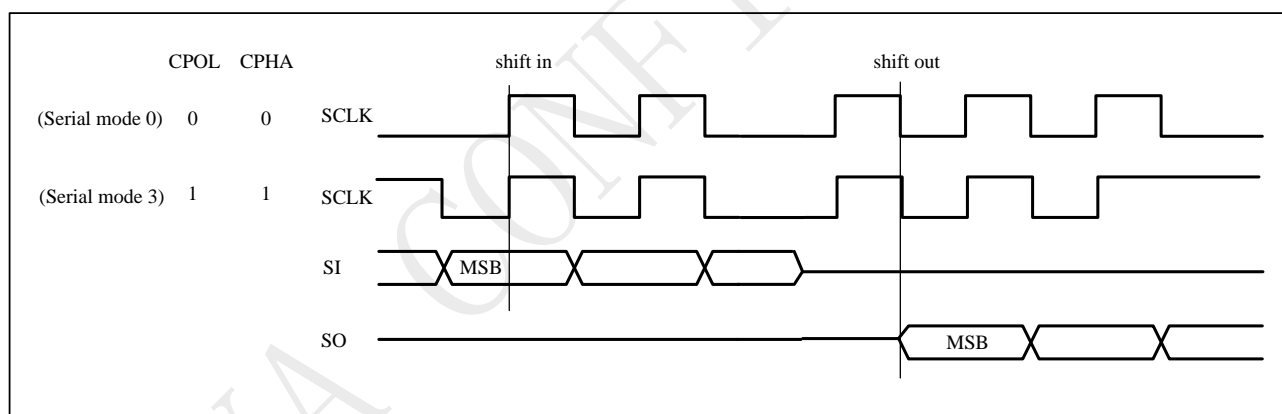 CPOL CPHA shift in shift out
(Serial mode 0) 0 0 SCLK
(Serial mode 3) 1 1 SCLK
SI MSB
SO MSB